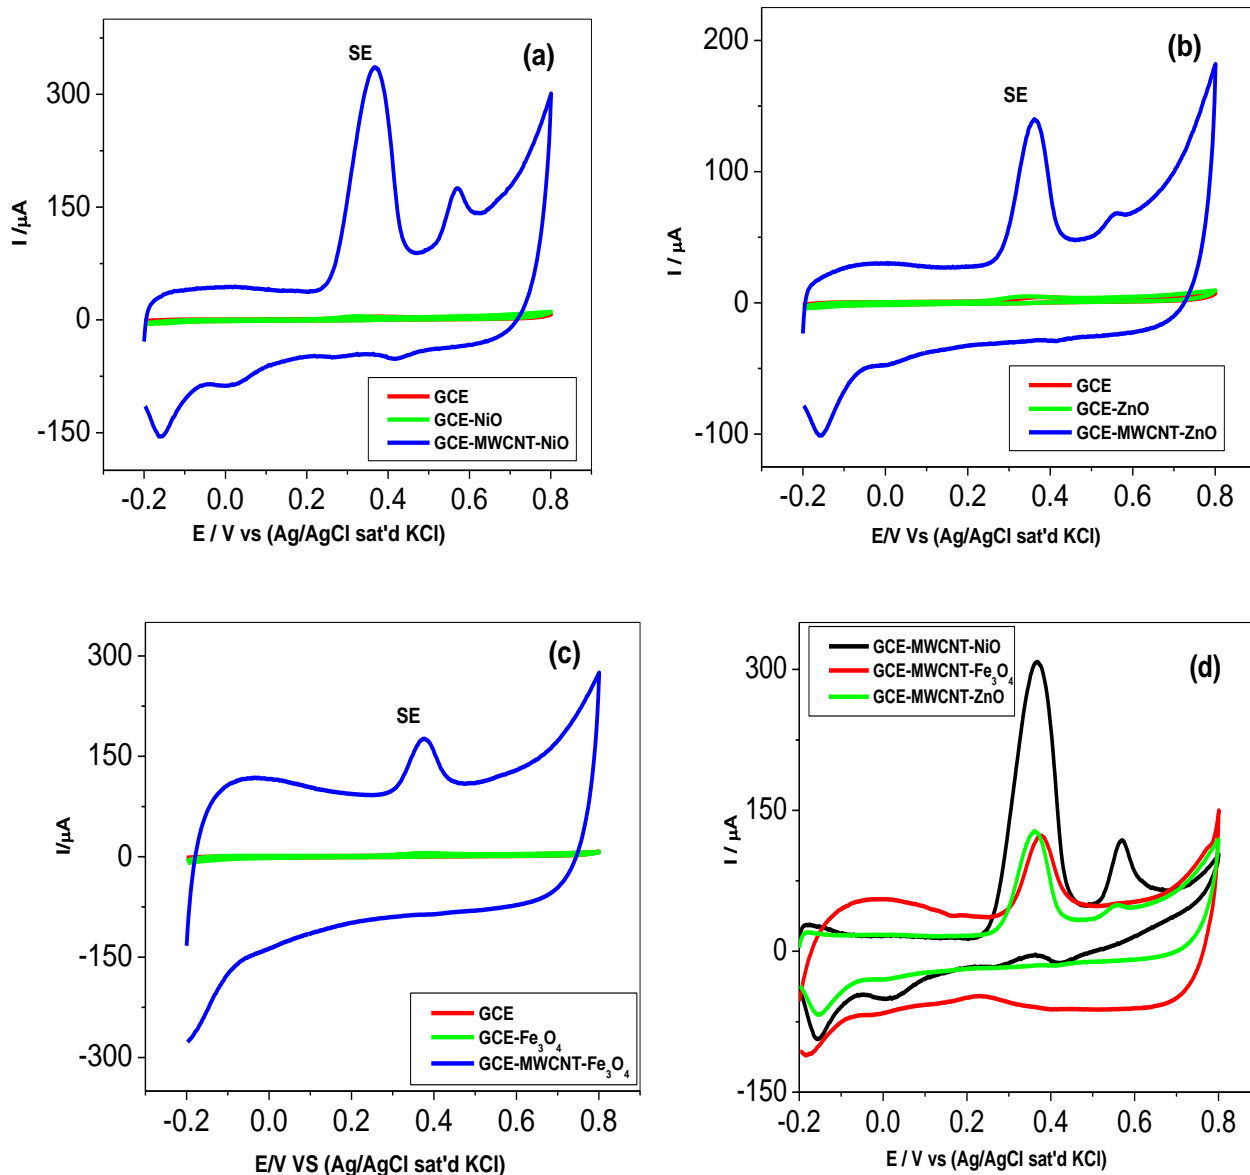 (a)
SE
300
150
0
-150
I /µA
GCE
GCE-NiO
GCE-MWCNT-NiO
-0.2 0.0 0.2 0.4 0.6 0.8
E / V vs (Ag/AgCl sat'd KCl)
(b)
SE
200
100
0
-100
I / µA
GCE
GCE-ZnO
GCE-MWCNT-ZnO
-0.2 0.0 0.2 0.4 0.6 0.8
E/V Vs (Ag/AgCl sat'd KCl)
(c)
SE
300
150
0
-150
-300
I/µA
GCE
GCE-Fe₃O₄
GCE-MWCNT-Fe₃O₄
-0.2 0.0 0.2 0.4 0.6 0.8
E/V VS (Ag/AgCl sat'd KCl)
(d)
GCE-MWCNT-NiO
GCE-MWCNT-Fe₃O₄
GCE-MWCNT-ZnO
300
150
0
-150
I / µA
-0.2 0.0 0.2 0.4 0.6 0.8
E / V vs (Ag/AgCl sat'd KCl)